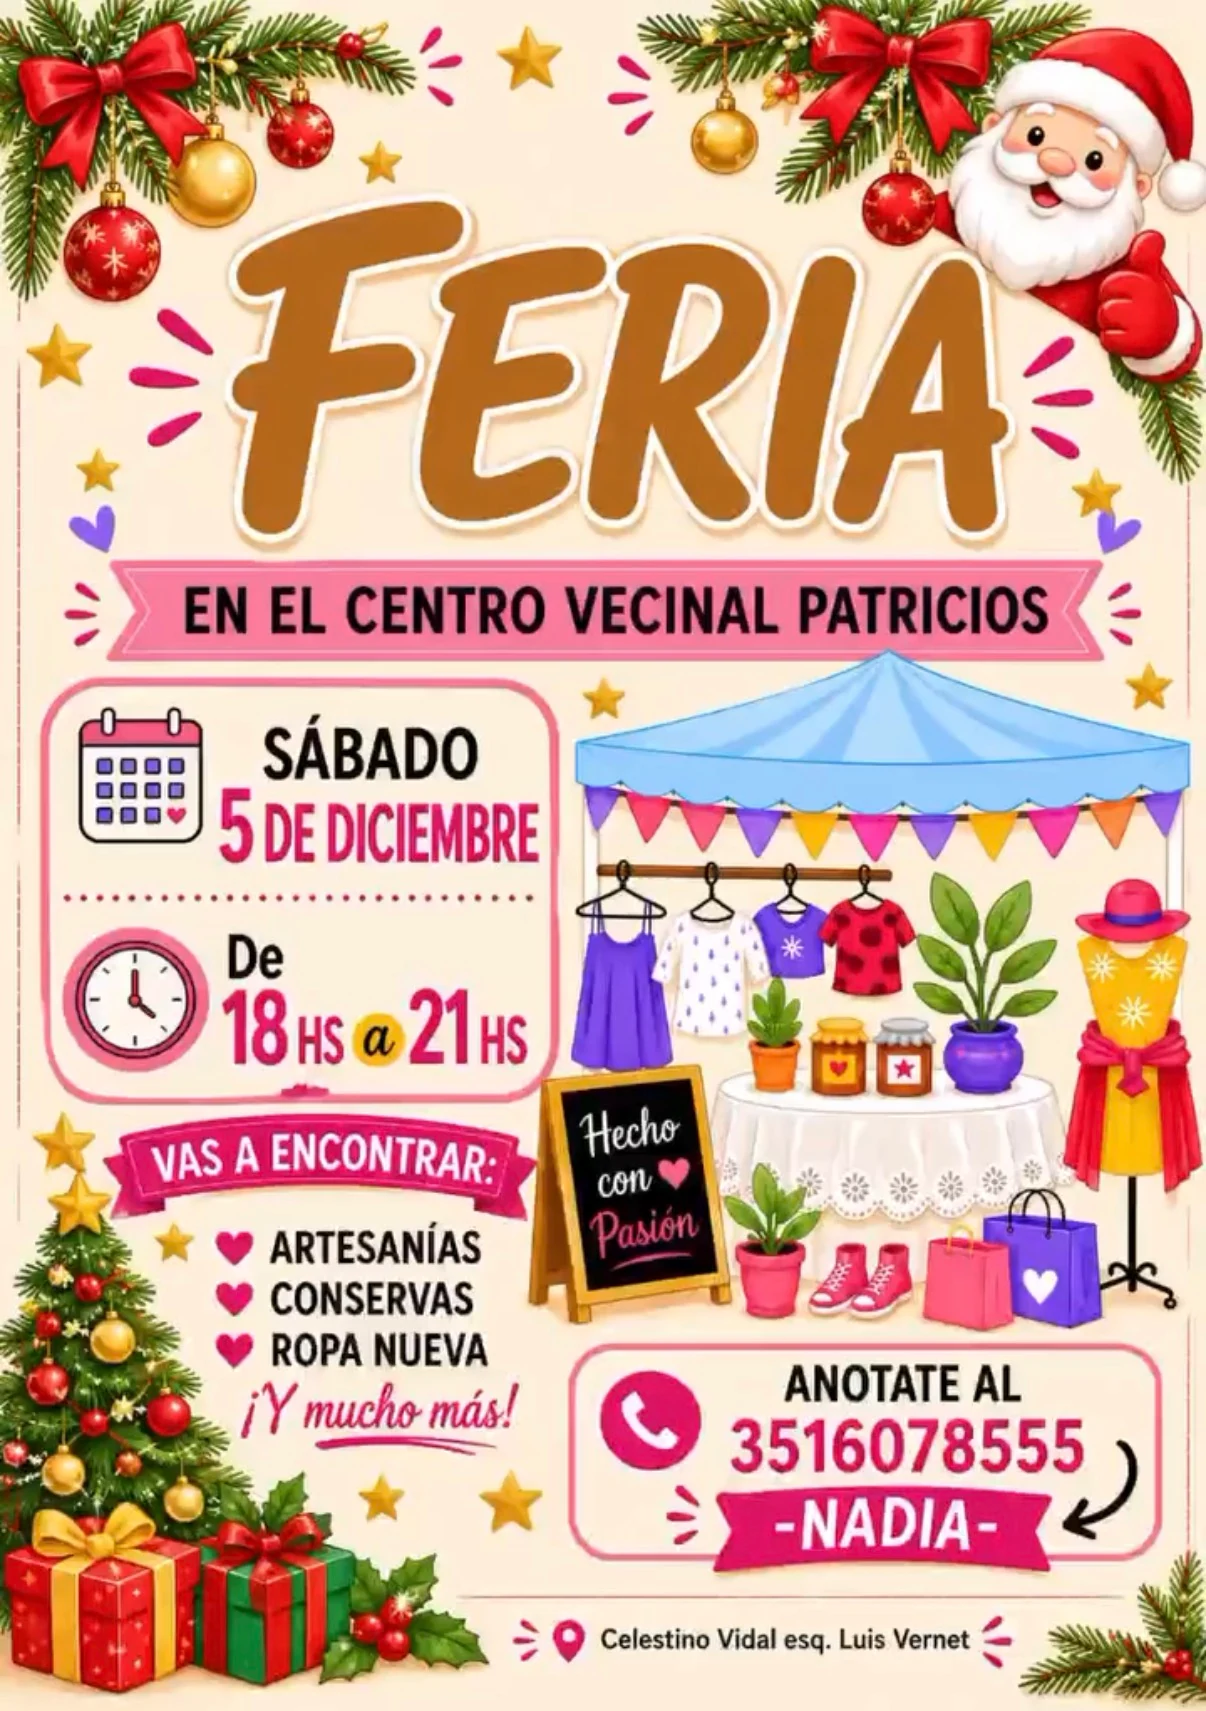 FERIA
EN EL CENTRO VECINAL PATRICIOS
SÁBADO
5 DE DICIEMBRE
De
18 HS a 21 HS
VAS A ENCONTRAR:
ARTESANÍAS
CONSERVAS
ROPA NUEVA
¡Y mucho más!
Hecho
con
Pasión
ANOTATE AL
3516078555
-NADIA-
Celestino Vidal esq. Luis Vernet